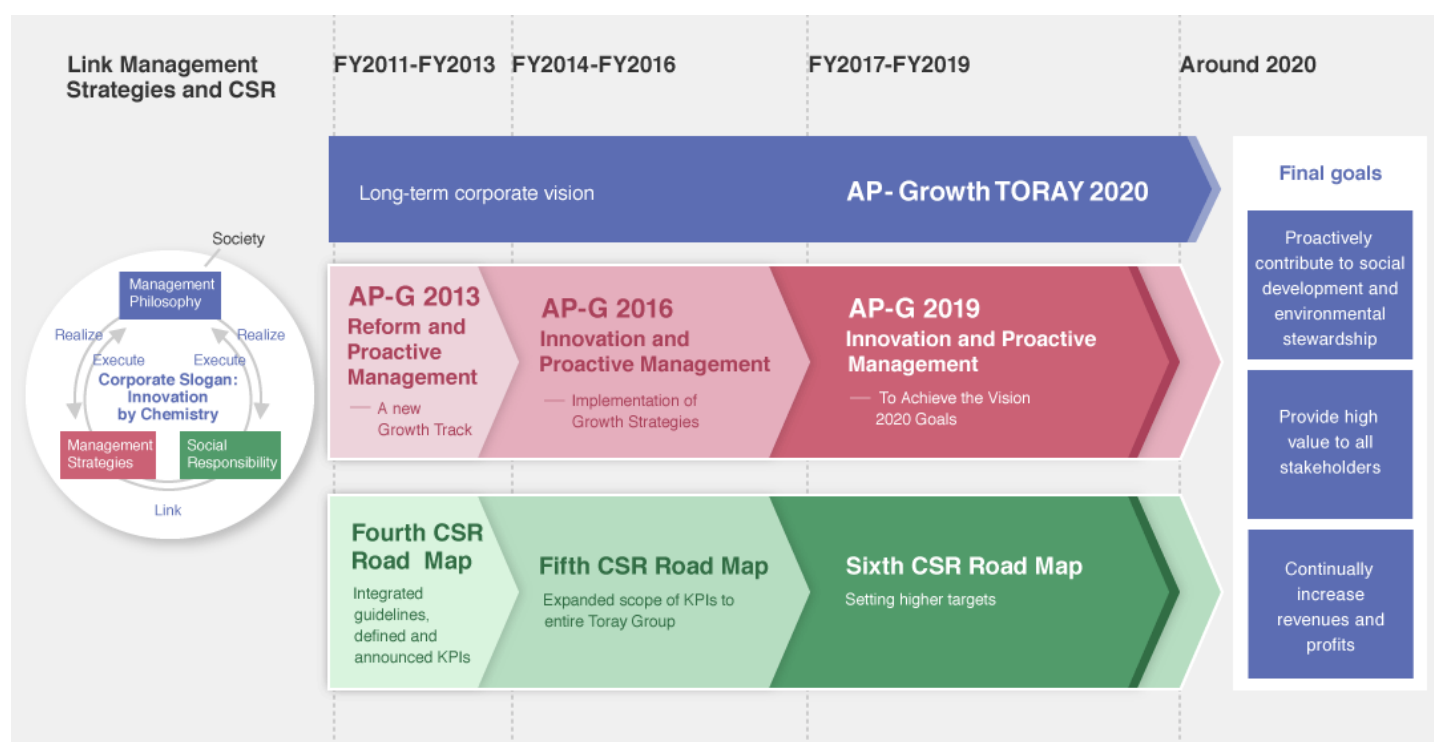 Link Management
Strategies and CSR
FY2011-FY2013
FY2014-FY2016
FY2017-FY2019
Around 2020
Long-term corporate vision
AP- Growth TORAY 2020
Society
Management
Philosophy
Realize
Realize
Execute
Execute
Corporate Slogan:
Innovation
by Chemistry
Management
Strategies
Social
Responsibility
Link
AP-G 2013
Reform and
Proactive
Management
— A new
Growth Track
AP-G 2016
Innovation and
Proactive Management
— Implementation of
Growth Strategies
AP-G 2019
Innovation and Proactive
Management
— To Achieve the Vision
2020 Goals
Fourth CSR
Road Map
Integrated
guidelines,
defined and
announced KPIs
Fifth CSR Road Map
Expanded scope of KPIs to
entire Toray Group
Sixth CSR Road Map
Setting higher targets
Final goals
Proactively
contribute to social
development and
environmental
stewardship
Provide high
value to all
stakeholders
Continually
increase
revenues and
profits